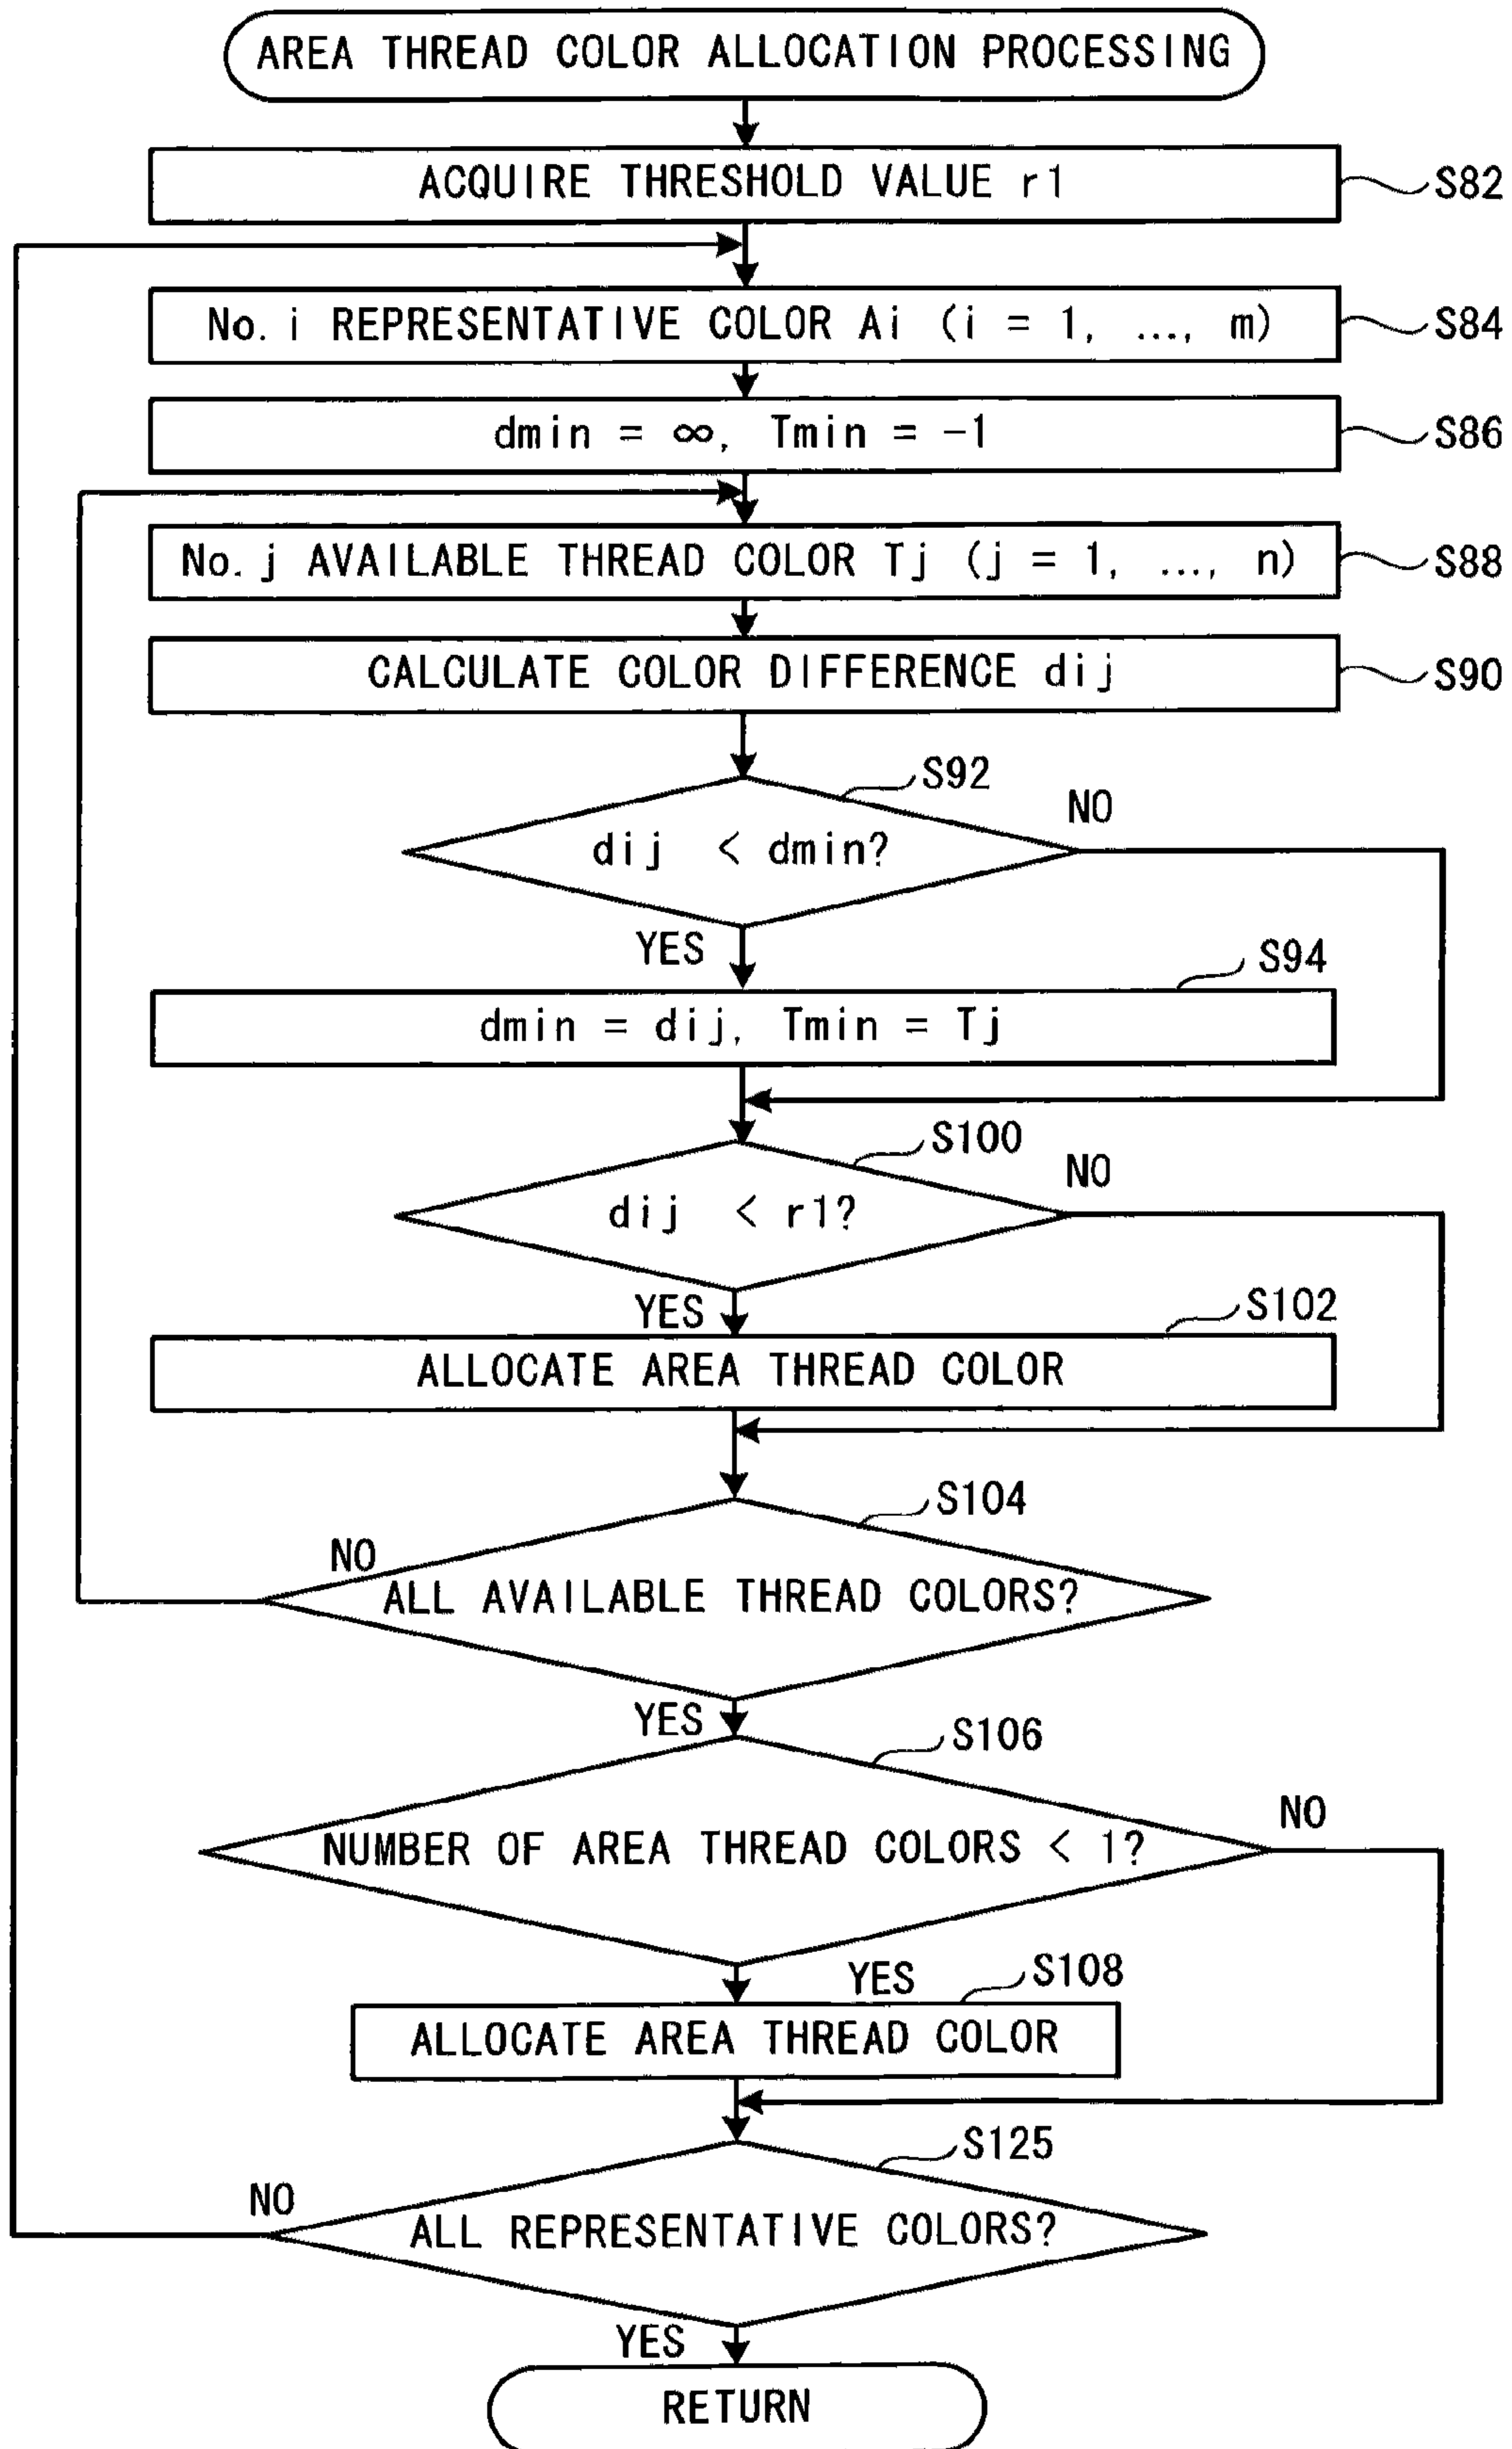 AREA THREAD COLOR ALLOCATION PROCESSING
ACQUIRE THRESHOLD VALUE r1
S82
No. i REPRESENTATIVE COLOR Ai (i = 1, ..., m)
S84
dmin = ∞, Tmin = -1
S86
No. j AVAILABLE THREAD COLOR Tj (j = 1, ..., n)
S88
CALCULATE COLOR DIFFERENCE dij
S90
S92
NO
dij < dmin?
YES
S94
dmin = dij, Tmin = Tj
S100
NO
dij < r1?
YES
S102
ALLOCATE AREA THREAD COLOR
S104
NO
ALL AVAILABLE THREAD COLORS?
YES
S106
NO
NUMBER OF AREA THREAD COLORS < 1?
YES
S108
ALLOCATE AREA THREAD COLOR
S125
NO
ALL REPRESENTATIVE COLORS?
YES
RETURN